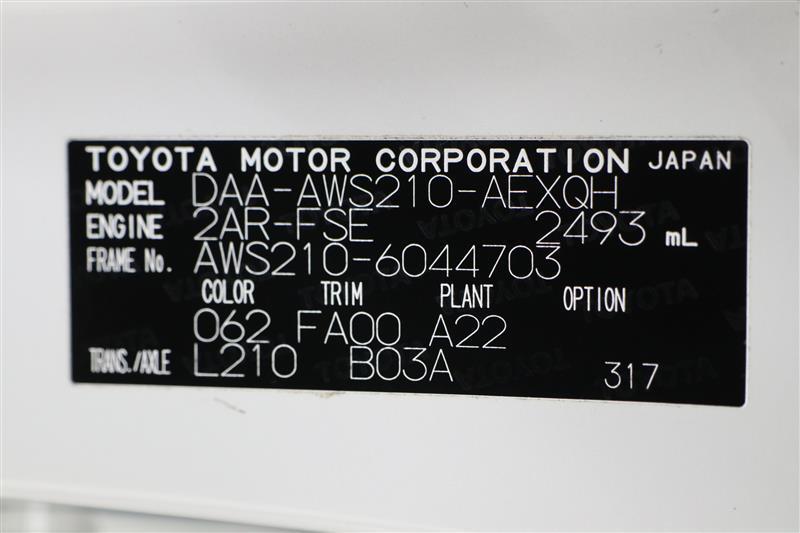 TOYOTA MOTOR CORPORATION JAPAN
MODEL DAA-AWS210-AEXQH
ENGINE 2AR-FSE 2493 mL
FRAME No. AWS210-6044703
COLOR TRIM PLANT OPTION
062 FA00 A22
TRANS./AXLE L210 B03A 317